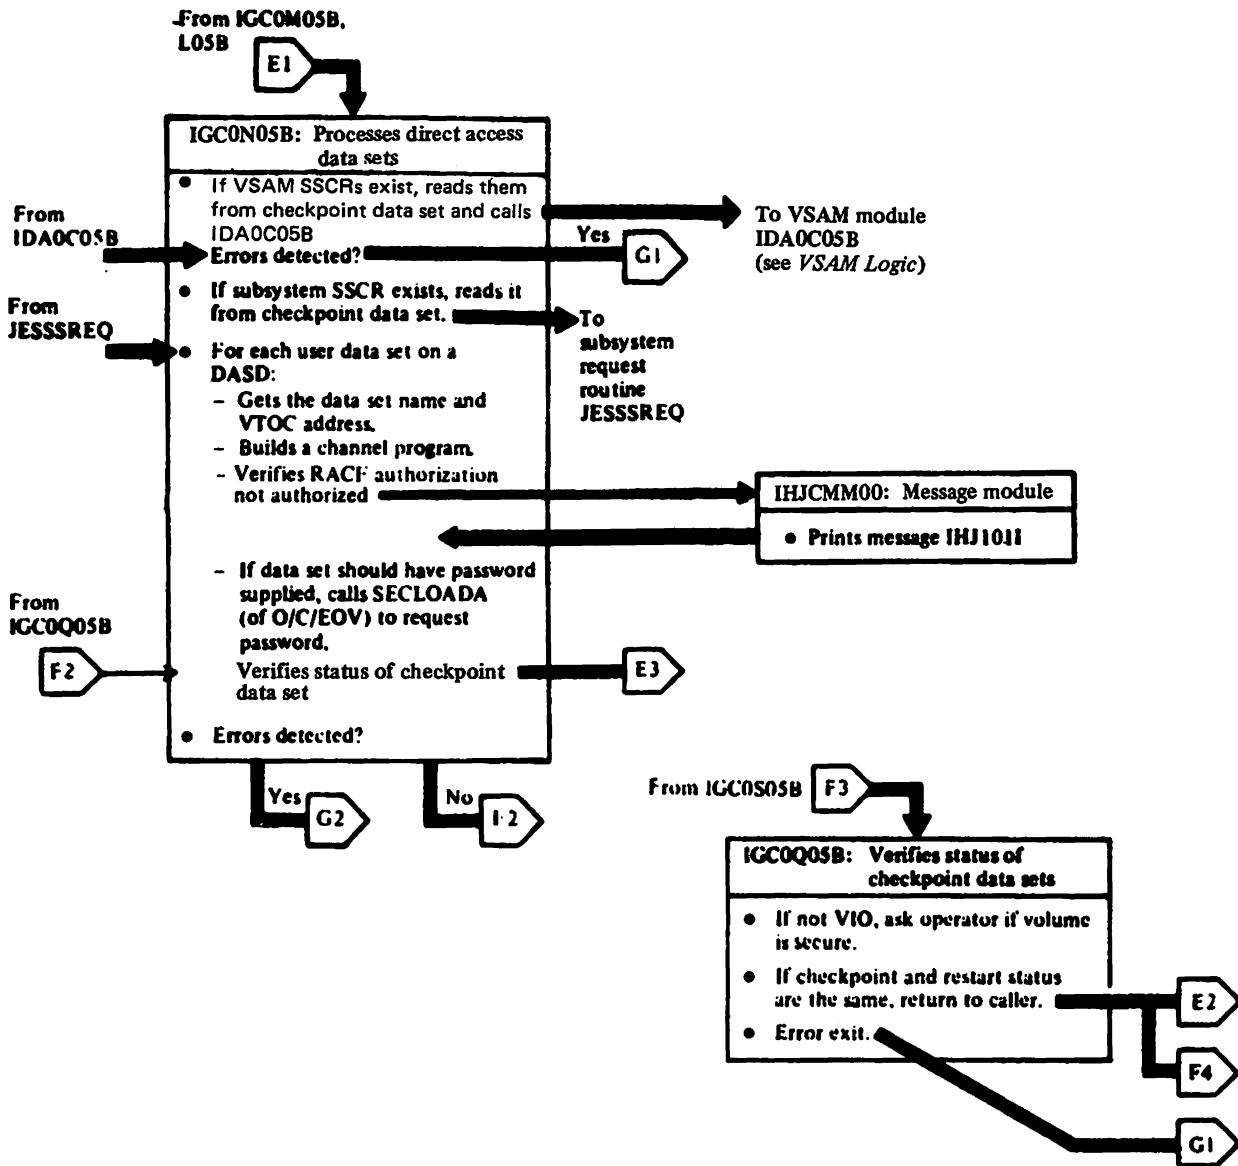 From IGC0M05B,
L05B
E1
IGC0N05B: Processes direct access
data sets
• If VSAM SSCRs exist, reads them
from checkpoint data set and calls
IDA0C05B
Errors detected?
Yes
G1
To VSAM module
IDA0C05B
(see VSAM Logic)
From
IDA0C05B
• If subsystem SSCR exists, reads it
from checkpoint data set.
To
subsystem
request
routine
JESSSREQ
From
JESSSREQ
• For each user data set on a
DASD:
– Gets the data set name and
VTOC address.
– Builds a channel program.
– Verifies RACF authorization
not authorized
IHJCMM00: Message module
• Prints message IHJ101I
– If data set should have password
supplied, calls SECLOADA
(of O/C/EOV) to request
password.
From
IGC0Q05B
F2
Verifies status of checkpoint
data set
E3
• Errors detected?
Yes
G2
No
From IGC0S05B
F3
IGC0Q05B: Verifies status of
checkpoint data sets
• If not VIO, ask operator if volume
is secure.
• If checkpoint and restart status
are the same, return to caller.
E2
F4
• Error exit.
G1